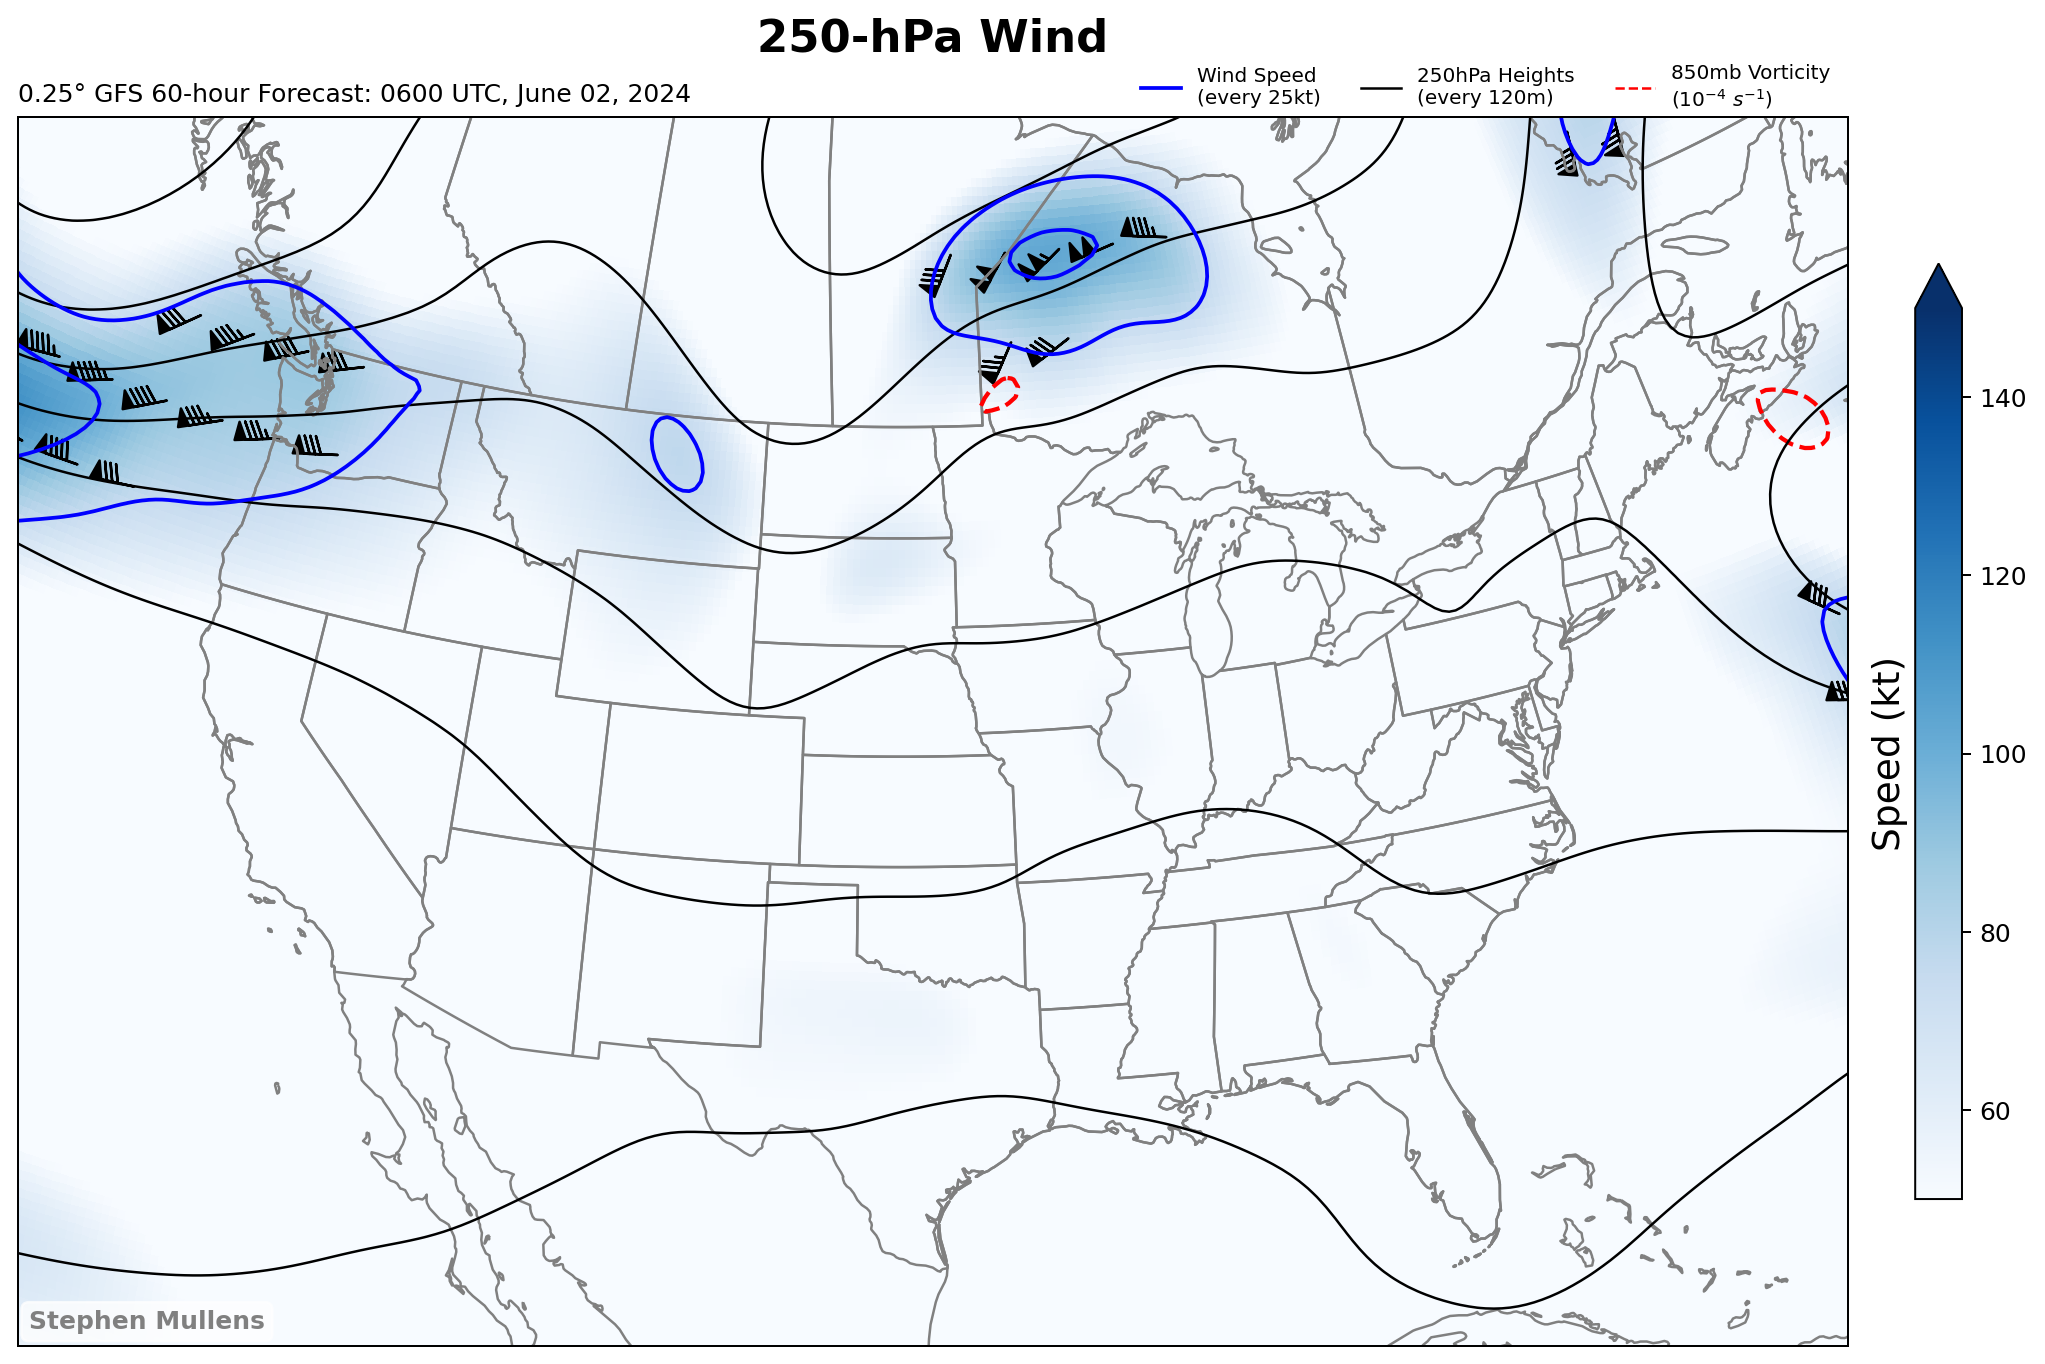 250-hPa Wind
0.25° GFS 60-hour Forecast: 0600 UTC, June 02, 2024
Wind Speed
(every 25kt)
250hPa Heights
(every 120m)
850mb Vorticity
(10⁻⁴ s⁻¹)
140
120
100
80
60
Speed (kt)
Stephen Mullens